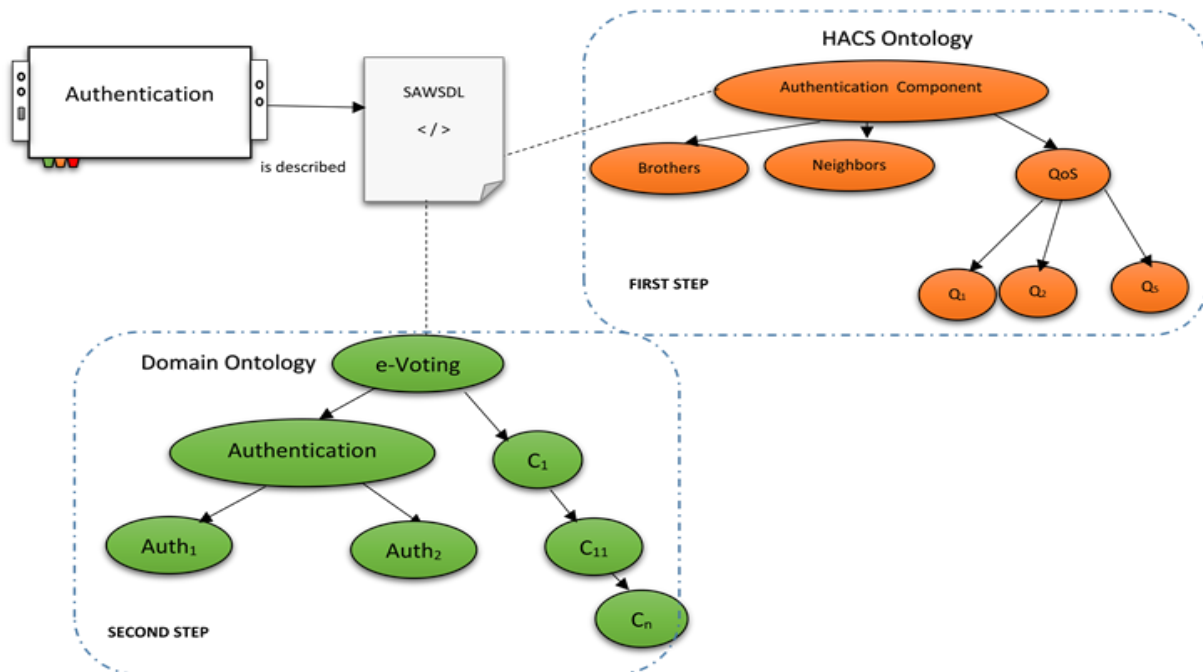 HACS Ontology
Authentication
SAWSDL
</>
is described
Authentication Component
Brothers
Neighbors
QoS
Q₁
Q₂
Q₅
FIRST STEP
Domain Ontology
e-Voting
Authentication
C₁
Auth₁
Auth₂
C₁₁
Cₙ
SECOND STEP